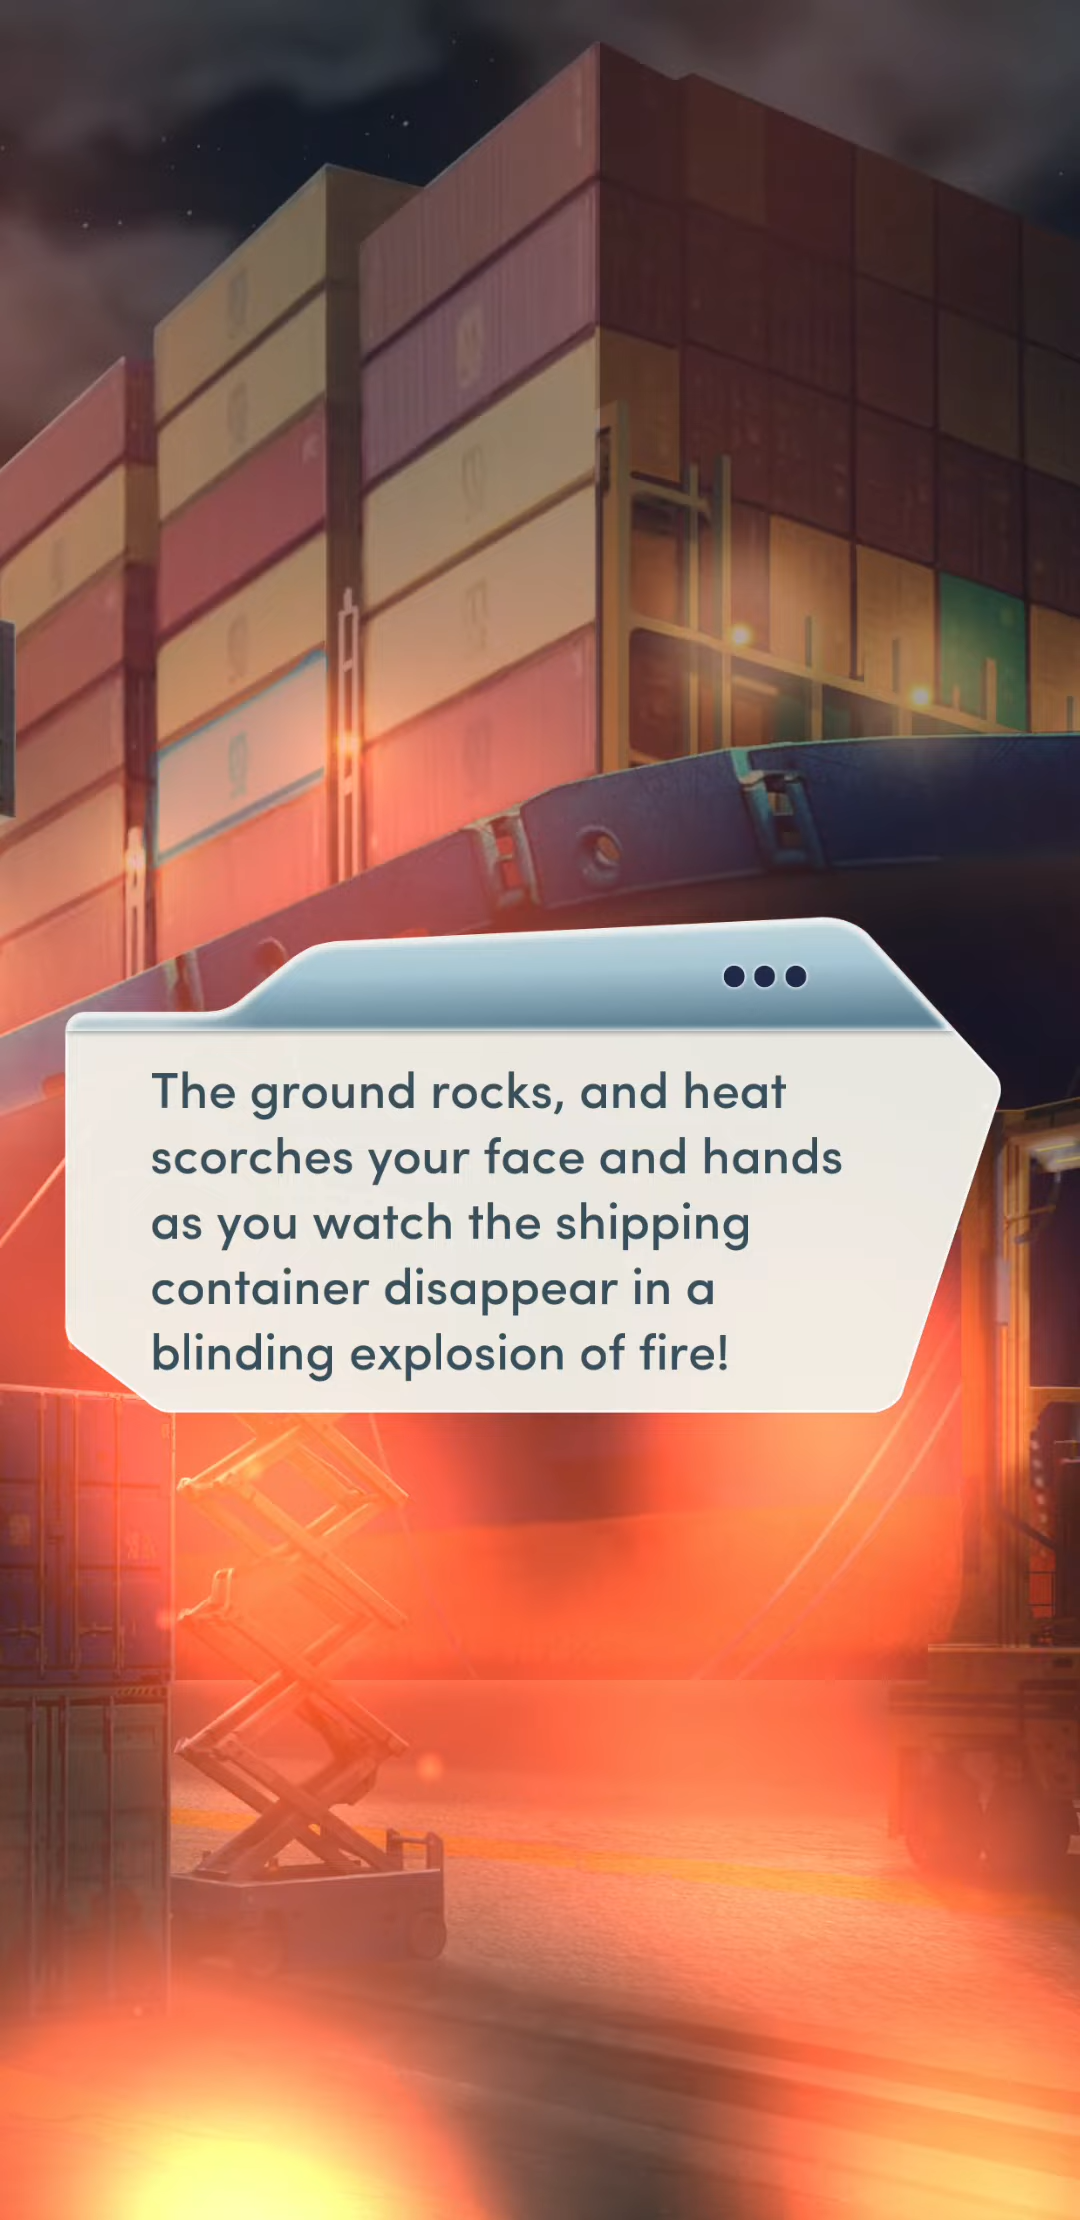 The ground rocks, and heat
scorches your face and hands
as you watch the shipping
container disappear in a
blinding explosion of fire!